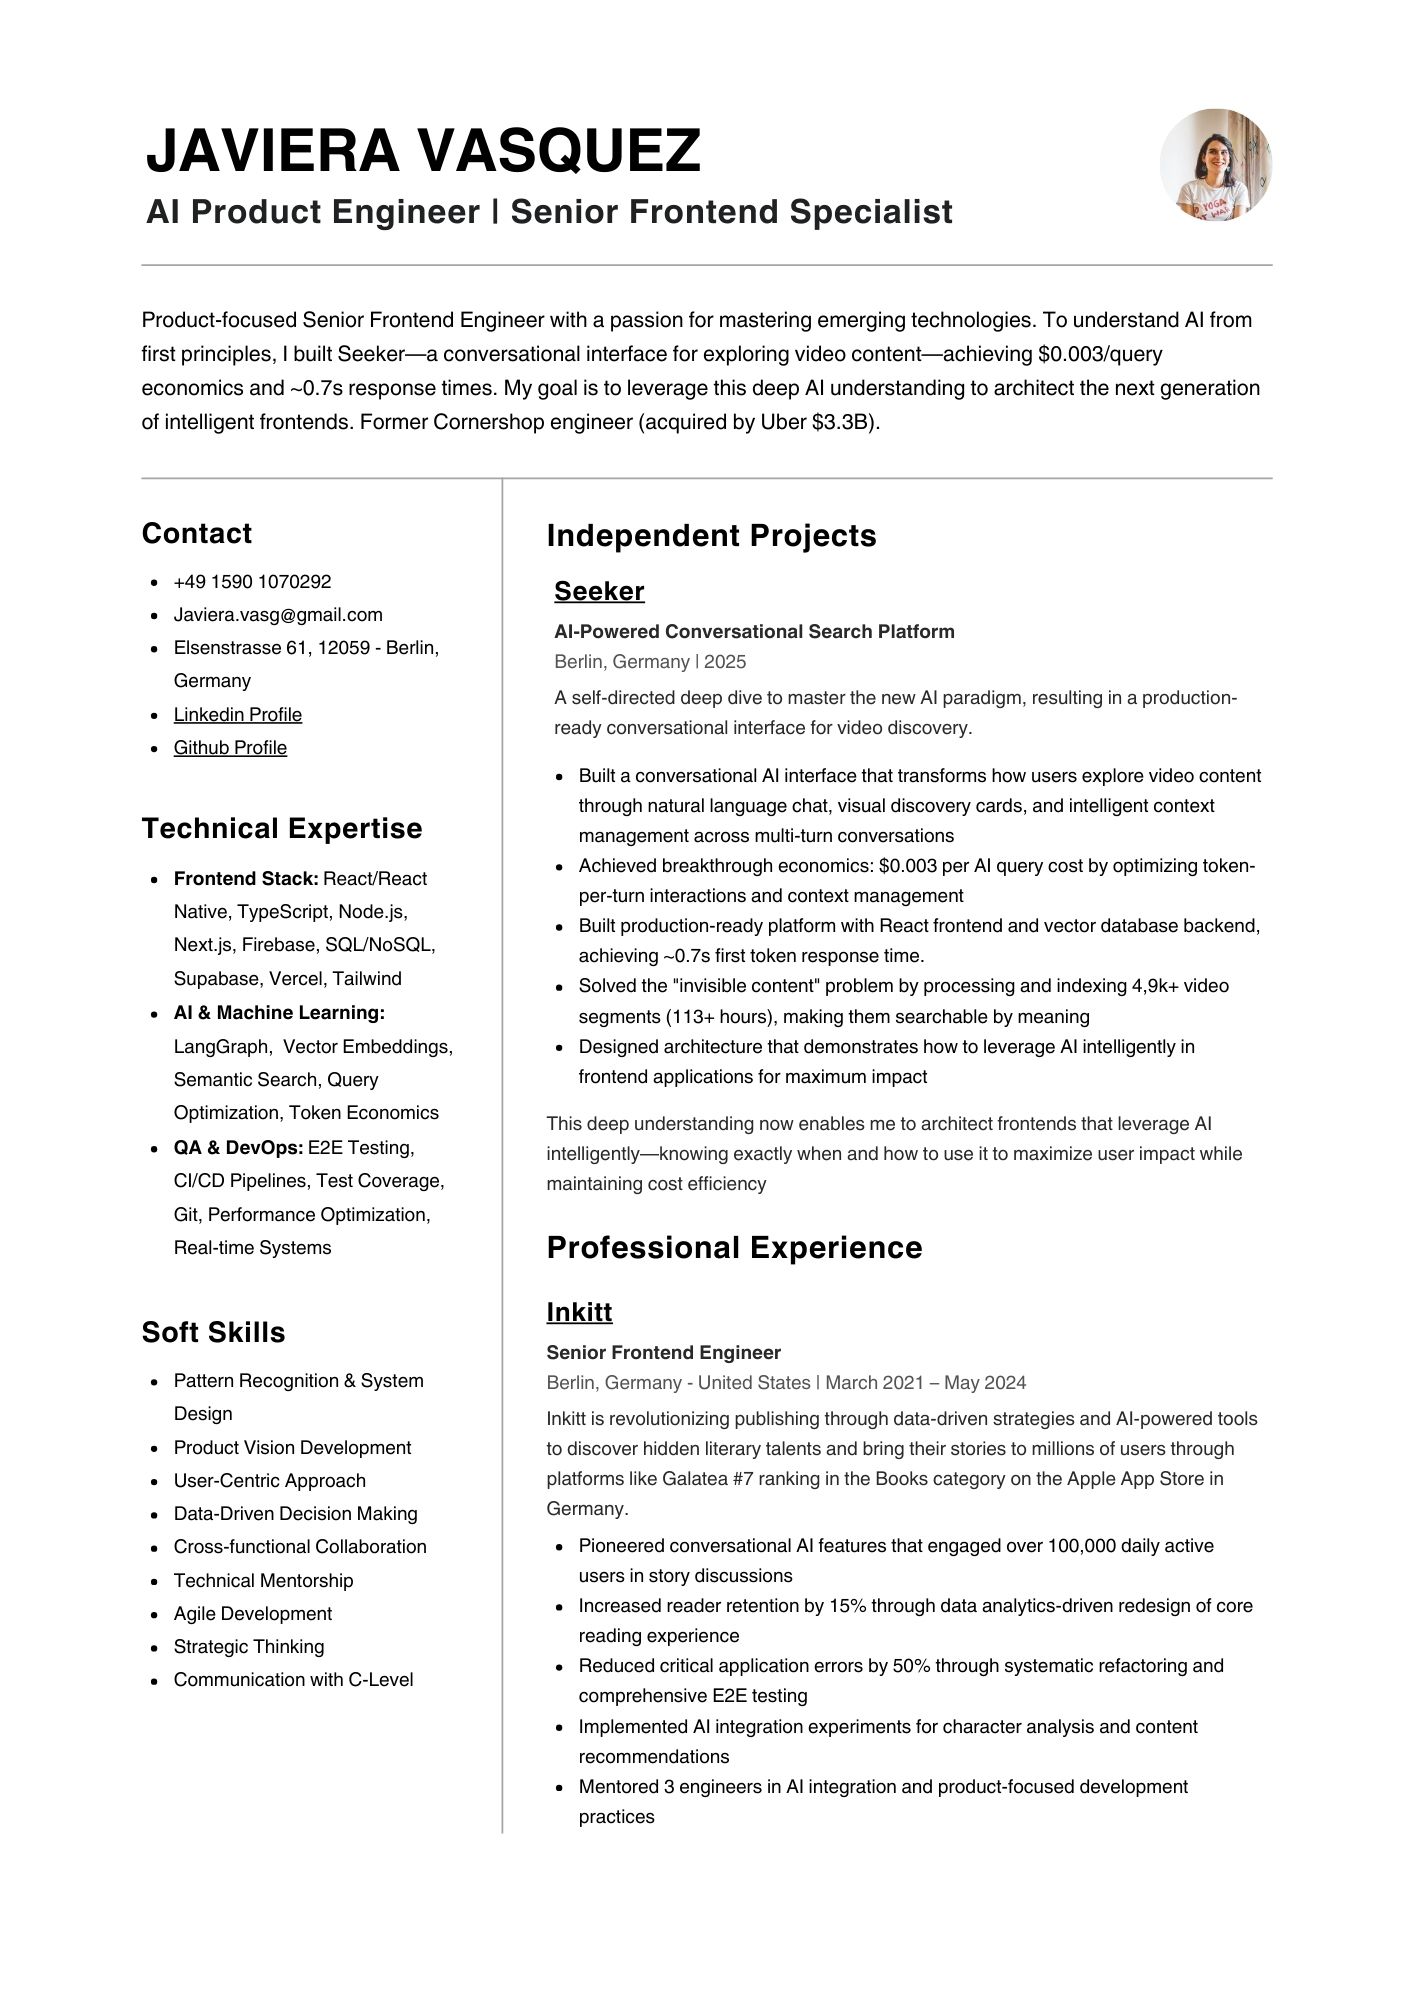 JAVIERA VASQUEZ
AI Product Engineer | Senior Frontend Specialist
Product-focused Senior Frontend Engineer with a passion for mastering emerging technologies. To understand AI from
first principles, I built Seeker—a conversational interface for exploring video content—achieving $0.003/query
economics and ~0.7s response times. My goal is to leverage this deep AI understanding to architect the next generation
of intelligent frontends. Former Cornershop engineer (acquired by Uber $3.3B).
Contact
• +49 1590 1070292
• Javiera.vasg@gmail.com
• Elsenstrasse 61, 12059 - Berlin,
Germany
• Linkedin Profile
• Github Profile
Technical Expertise
• Frontend Stack: React/React
Native, TypeScript, Node.js,
Next.js, Firebase, SQL/NoSQL,
Supabase, Vercel, Tailwind
• AI & Machine Learning:
LangGraph,  Vector Embeddings,
Semantic Search, Query
Optimization, Token Economics
• QA & DevOps: E2E Testing,
CI/CD Pipelines, Test Coverage,
Git, Performance Optimization,
Real-time Systems
Soft Skills
• Pattern Recognition & System
Design
• Product Vision Development
• User-Centric Approach
• Data-Driven Decision Making
• Cross-functional Collaboration
• Technical Mentorship
• Agile Development
• Strategic Thinking
• Communication with C-Level
Independent Projects
Seeker
AI-Powered Conversational Search Platform
Berlin, Germany | 2025
A self-directed deep dive to master the new AI paradigm, resulting in a production-
ready conversational interface for video discovery.
• Built a conversational AI interface that transforms how users explore video content
through natural language chat, visual discovery cards, and intelligent context
management across multi-turn conversations
• Achieved breakthrough economics: $0.003 per AI query cost by optimizing token-
per-turn interactions and context management
• Built production-ready platform with React frontend and vector database backend,
achieving ~0.7s first token response time.
• Solved the "invisible content" problem by processing and indexing 4,9k+ video
segments (113+ hours), making them searchable by meaning
• Designed architecture that demonstrates how to leverage AI intelligently in
frontend applications for maximum impact
This deep understanding now enables me to architect frontends that leverage AI
intelligently—knowing exactly when and how to use it to maximize user impact while
maintaining cost efficiency
Professional Experience
Inkitt
Senior Frontend Engineer
Berlin, Germany - United States | March 2021 – May 2024
Inkitt is revolutionizing publishing through data-driven strategies and AI-powered tools
to discover hidden literary talents and bring their stories to millions of users through
platforms like Galatea #7 ranking in the Books category on the Apple App Store in
Germany.
• Pioneered conversational AI features that engaged over 100,000 daily active
users in story discussions
• Increased reader retention by 15% through data analytics-driven redesign of core
reading experience
• Reduced critical application errors by 50% through systematic refactoring and
comprehensive E2E testing
• Implemented AI integration experiments for character analysis and content
recommendations
• Mentored 3 engineers in AI integration and product-focused development
practices